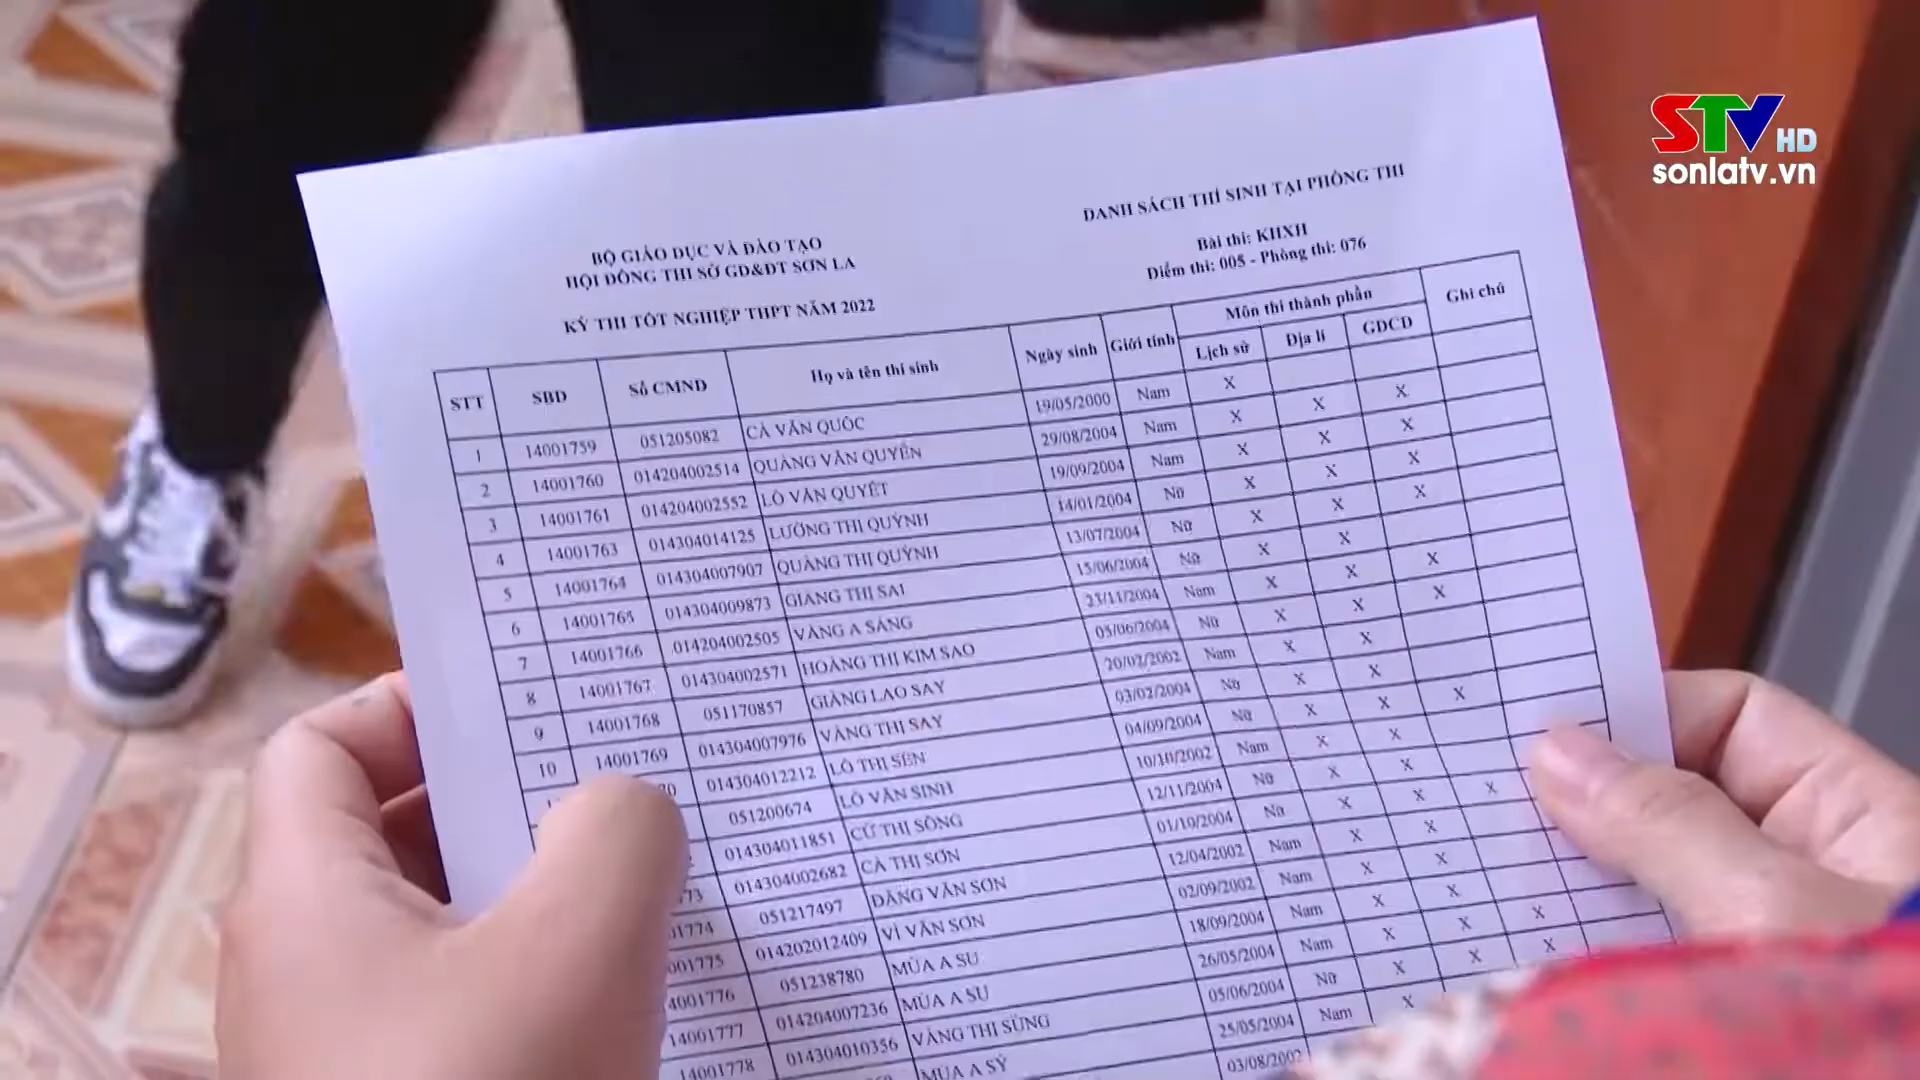 STV HD
sonlatv.vn
BỘ GIÁO DỤC VÀ ĐÀO TẠO
HỘI ĐỒNG THI SỞ GD&ĐT SƠN LA
KỲ THI TỐT NGHIỆP THPT NĂM 2022
DANH SÁCH THÍ SINH TẠI PHÒNG THI
Bài thi: KHXH
Điểm thi: 005 - Phòng thi: 076
STT SBD Số CMND Họ và tên thí sinh Ngày sinh Giới tính Môn thi thành phần Ghi chú
Lịch sử Địa lí GDCD
1 14001759 051205082 CÀ VĂN QUỐC 19/05/2000 Nam X
2 14001760 014204002514 QUÀNG VĂN QUYỀN 29/08/2004 Nam X X X
3 14001761 014204002552 LÒ VĂN QUYẾT 19/09/2004 Nam X X X
4 14001763 014304014125 LƯỜNG THỊ QUỲNH 14/01/2004 Nữ X X X
5 14001764 014304007907 QUÀNG THỊ QUỲNH 13/07/2004 Nữ X X X
6 14001765 014304009873 GIÀNG THỊ SAI 15/06/2004 Nữ X X
7 14001766 014204002505 VÀNG A SÁNG 23/11/2004 Nam X X X
8 14001767 014304002571 HOÀNG THỊ KIM SAO 05/06/2004 Nữ X X X
9 14001768 051170857 GIÀNG LAO SAY 20/02/2002 Nam X X
10 14001769 014304007976 VÀNG THỊ SAY 03/02/2004 Nữ X X
014304012212 LÒ THỊ SEN 04/09/2004 Nữ X X X
051200674 LÒ VĂN SINH 10/10/2002 Nam X X
014304011851 CỨ THỊ SÔNG 12/11/2004 Nữ X X
014304002682 CÀ THỊ SƠN 01/10/2004 Nữ X X X
051217497 ĐẶNG VĂN SƠN 12/04/2002 Nam X X
014202012409 VÌ VĂN SƠN 02/09/2002 Nam X X
051238780 MÙA A SU 18/09/2004 Nam X X
14001776 014204007236 MÙA A SU 26/05/2004 Nam X X X
14001777 014304010356 VÀNG THỊ SÙNG 05/06/2004 Nữ X X X
14001778 MÙA A SÝ 25/05/2004 Nam X
03/08/2002